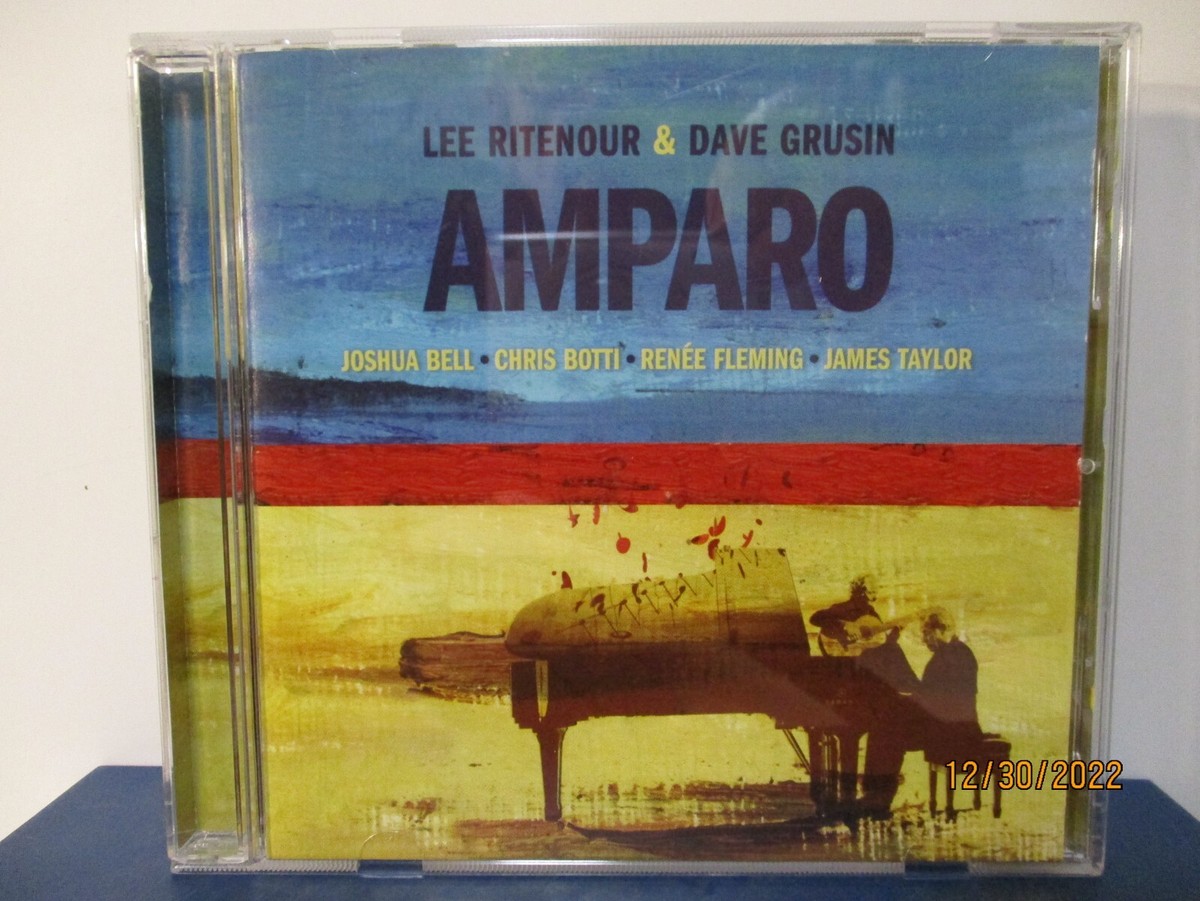 LEE RITENOUR & DAVE GRUSIN
AMPARO
JOSHUA BELL • CHRIS BOTTI • RENÉE FLEMING • JAMES TAYLOR
12/30/2022